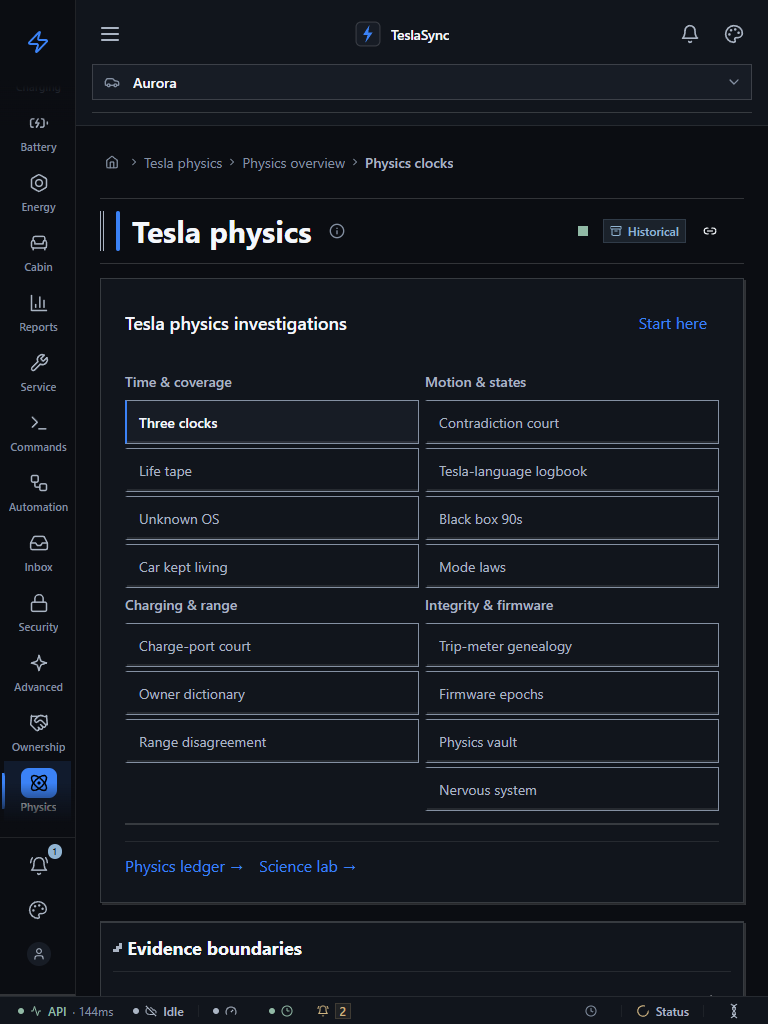 TeslaSync
Aurora
Charging
Battery
Energy
Cabin
Reports
Service
Commands
Automation
Inbox
Security
Advanced
Ownership
Physics
1
Tesla physics > Physics overview > Physics clocks
Tesla physics
Historical
Tesla physics investigations
Start here
Time & coverage
Three clocks
Life tape
Unknown OS
Car kept living
Motion & states
Contradiction court
Tesla-language logbook
Black box 90s
Mode laws
Charging & range
Charge-port court
Owner dictionary
Range disagreement
Integrity & firmware
Trip-meter genealogy
Firmware epochs
Physics vault
Nervous system
Physics ledger → Science lab →
Evidence boundaries
API · 144ms Idle 2 Status